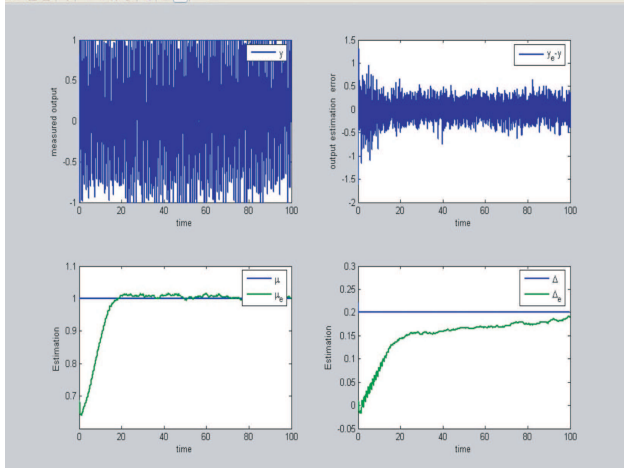 1
0.5
0
-0.5
-1
0 20 40 60 80 100
time
measured output
y
1.5
1
0.5
0
-0.5
-1
-1.5
-2
0 20 40 60 80 100
time
output estimation error
ye-y
1.1
1
0.9
0.8
0.7
0 20 40 60 80 100
time
Estimation
μ
μe
0.3
0.25
0.2
0.15
0.1
0.05
0
-0.05
0 20 40 60 80 100
time
Estimation
Δ
Δe